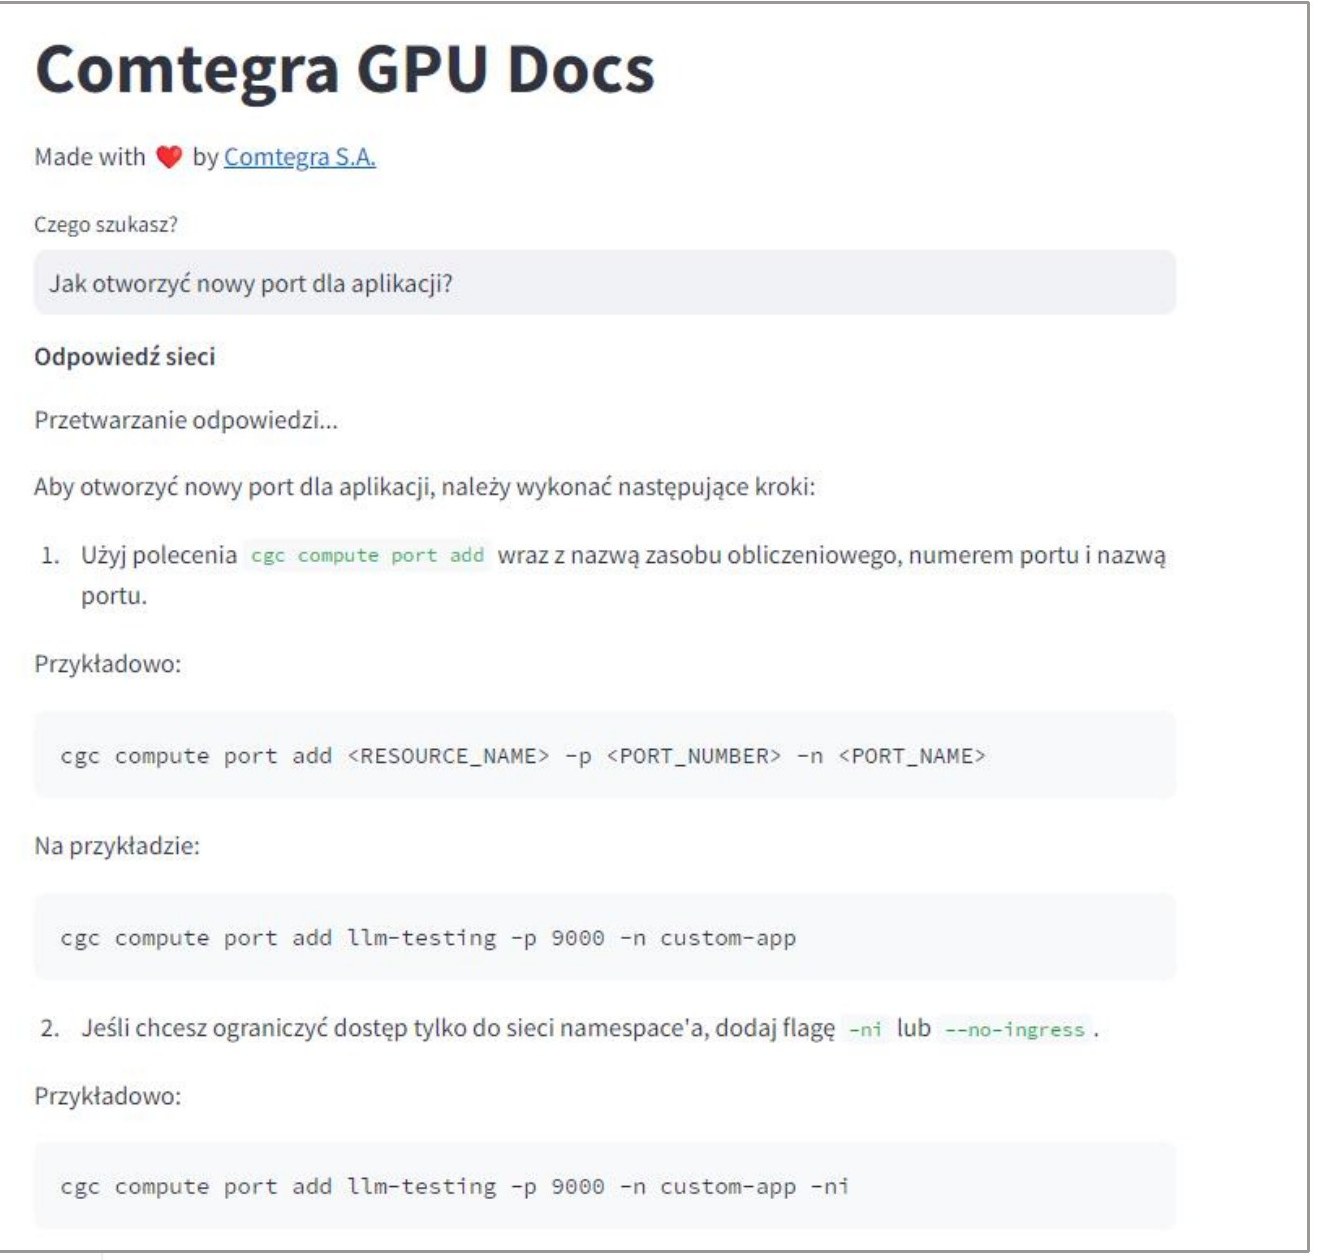 Comtegra GPU Docs
Made with ❤️ by Comtegra S.A.
Czego szukasz?
Jak otworzyć nowy port dla aplikacji?
Odpowiedź sieci
Przetwarzanie odpowiedzi...
Aby otworzyć nowy port dla aplikacji, należy wykonać następujące kroki:
1. Użyj polecenia cgc compute port add wraz z nazwą zasobu obliczeniowego, numerem portu i nazwą
portu.
Przykładowo:
cgc compute port add <RESOURCE_NAME> -p <PORT_NUMBER> -n <PORT_NAME>
Na przykładzie:
cgc compute port add llm-testing -p 9000 -n custom-app
2. Jeśli chcesz ograniczyć dostęp tylko do sieci namespace'a, dodaj flagę -ni lub --no-ingress.
Przykładowo:
cgc compute port add llm-testing -p 9000 -n custom-app -ni